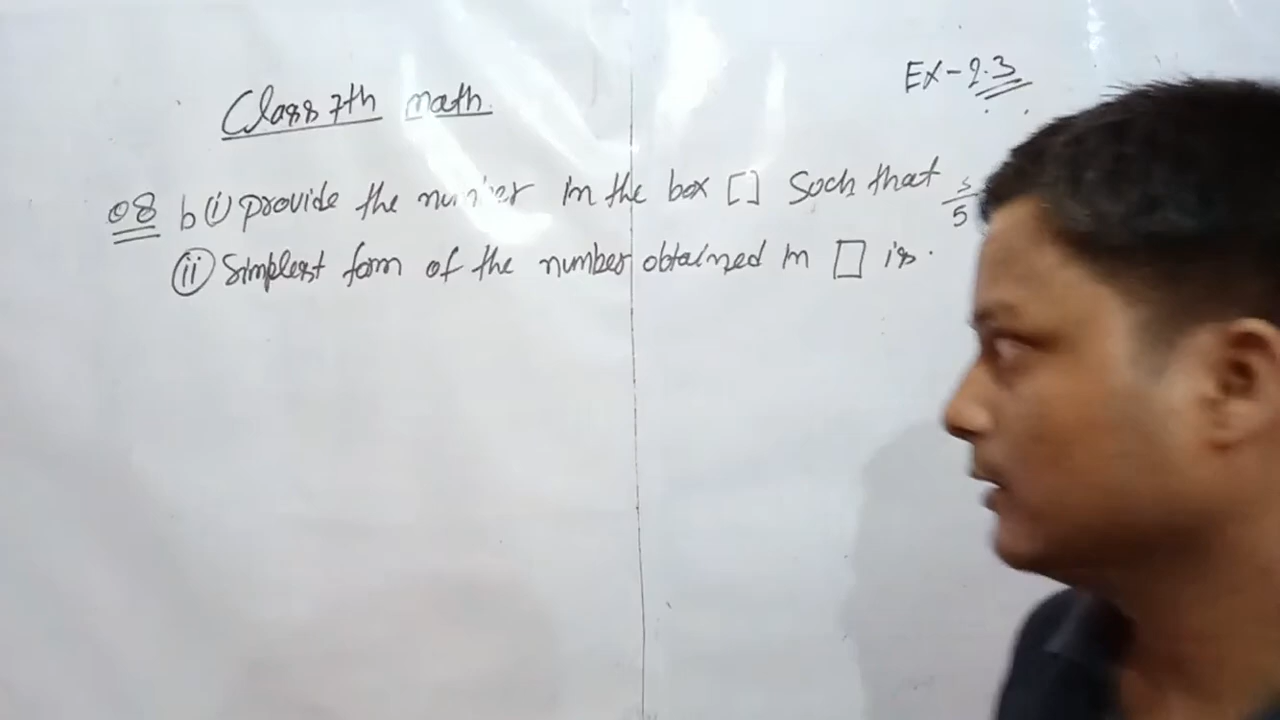 Class 7th math.
Ex-2.3
Q8 b (i) provide the number in the box [] Such that 3/5
(ii) Simplest form of the number obtained in □ is.